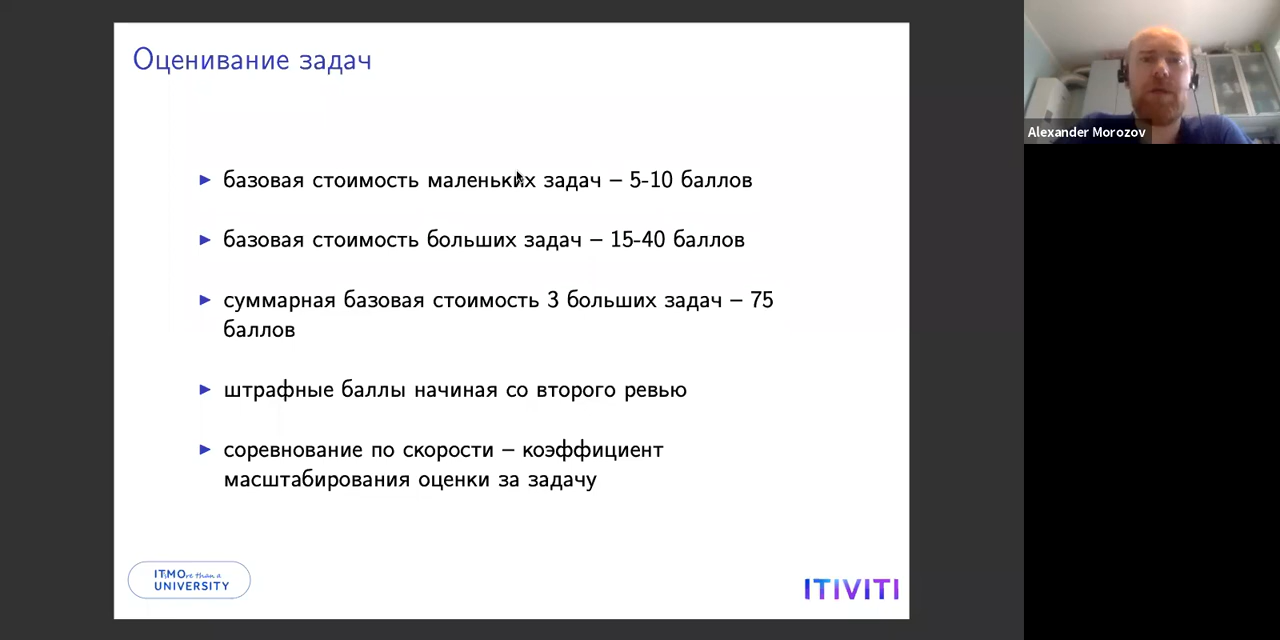 Оценивание задач
базовая стоимость маленьких задач – 5-10 баллов
базовая стоимость больших задач – 15-40 баллов
суммарная базовая стоимость 3 больших задач – 75
баллов
штрафные баллы начиная со второго ревью
соревнование по скорости – коэффициент
масштабирования оценки за задачу
ITMOre than a
UNIVERSITY
ITIVITI
Alexander Morozov